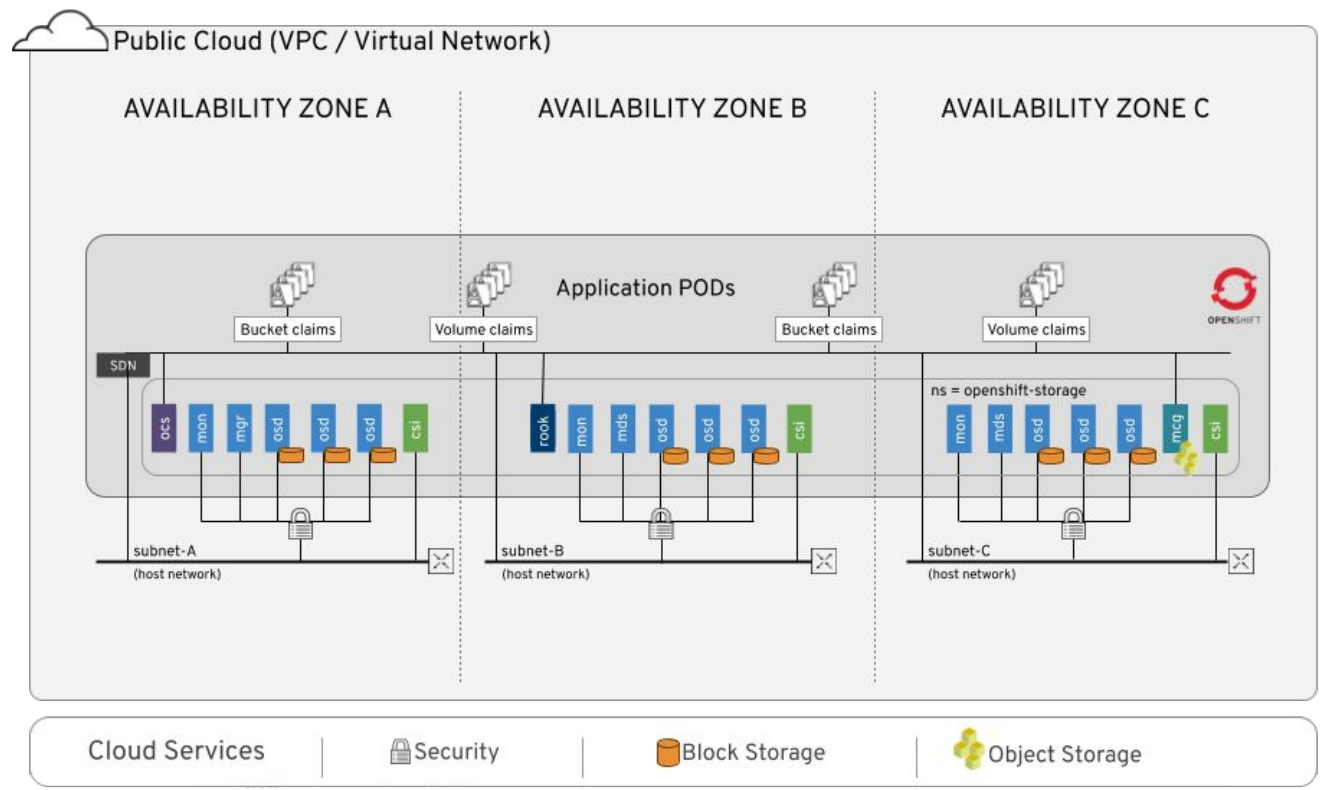 Public Cloud (VPC / Virtual Network)
AVAILABILITY ZONE A
AVAILABILITY ZONE B
AVAILABILITY ZONE C
Application PODs
OPENSHIFT
Bucket claims
Volume claims
Bucket claims
Volume claims
SDN
ns = openshift-storage
ocs
mon
mgr
osd
osd
osd
csi
rook
mon
mds
osd
osd
osd
csi
mon
mds
osd
osd
osd
mcg
csi
subnet-A
(host network)
subnet-B
(host network)
subnet-C
(host network)
Cloud Services
Security
Block Storage
Object Storage